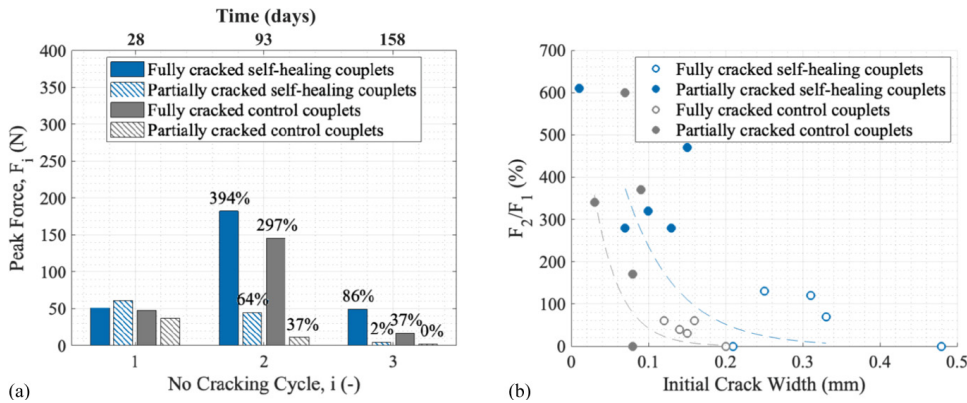 Time (days)
28 93 158
400
350
300
250
200
150
100
50
0
Peak Force, F_i (N)
Fully cracked self-healing couplets
Partially cracked self-healing couplets
Fully cracked control couplets
Partially cracked control couplets
394%
297%
64%
37%
86%
2%
37%
0%
1 2 3
No Cracking Cycle, i (-)
(a)
700
600
500
400
300
200
100
0
F_2/F_1 (%)
Fully cracked self-healing couplets
Partially cracked self-healing couplets
Fully cracked control couplets
Partially cracked control couplets
0 0.1 0.2 0.3 0.4 0.5
Initial Crack Width (mm)
(b)